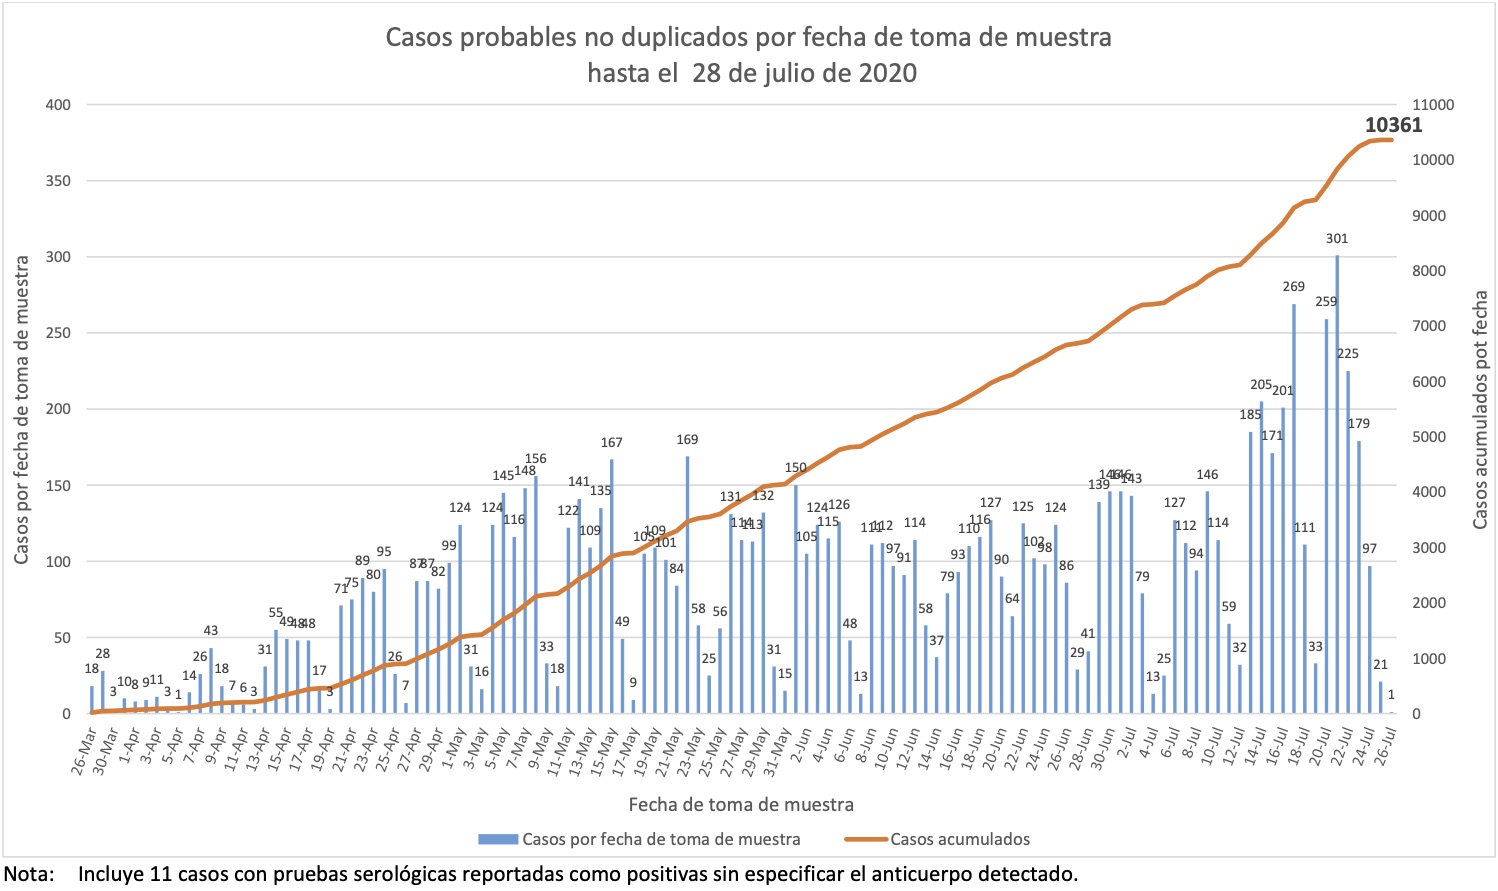 Casos probables no duplicados por fecha de toma de muestra
hasta el 28 de julio de 2020
400
350
300
250
200
150
100
50
0
Casos por fecha de toma de muestra
11000
10000
9000
8000
7000
6000
5000
4000
3000
2000
1000
0
Casos acumulados pot fecha
10361
18 28 3 10 8 9 11 3 1 14 26 43 18 7 6 3 31 55 49 48 48 17 3 71 75 89 80 95 26 7 87 87 82 99 124 31 16 124 145 116 148 156 33 18 122 141 109 135 167 49 9 105 109 101 84 169 58 25 56 131 114 113 132 31 15 150 105 124 115 126 48 13 111 112 97 91 114 58 37 79 93 110 116 127 90 64 125 102 98 124 86 29 41 139 146 146 143 79 13 25 127 112 94 146 114 59 32 185 205 171 201 269 111 33 259 301 225 179 97 21 1
26-Mar 30-Mar 1-Apr 3-Apr 5-Apr 7-Apr 9-Apr 11-Apr 13-Apr 15-Apr 17-Apr 19-Apr 21-Apr 23-Apr 25-Apr 27-Apr 29-Apr 1-May 3-May 5-May 7-May 9-May 11-May 13-May 15-May 17-May 19-May 21-May 23-May 25-May 27-May 29-May 31-May 2-Jun 4-Jun 6-Jun 8-Jun 10-Jun 12-Jun 14-Jun 16-Jun 18-Jun 20-Jun 22-Jun 24-Jun 26-Jun 28-Jun 30-Jun 2-Jul 4-Jul 6-Jul 8-Jul 10-Jul 12-Jul 14-Jul 16-Jul 18-Jul 20-Jul 22-Jul 24-Jul 26-Jul
Fecha de toma de muestra
Casos por fecha de toma de muestra
Casos acumulados
Nota: Incluye 11 casos con pruebas serológicas reportadas como positivas sin especificar el anticuerpo detectado.